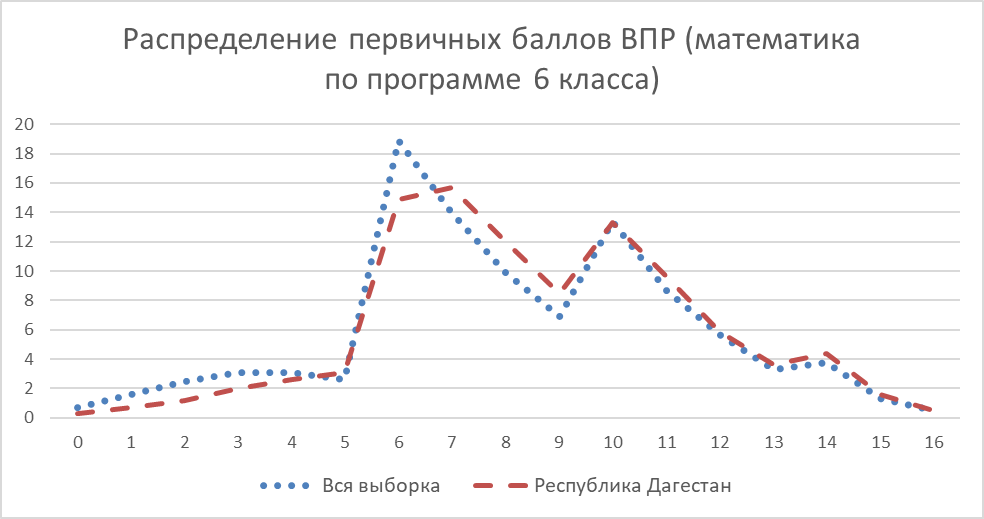 Распределение первичных баллов ВПР (математика
по программе 6 класса)
20
18
16
14
12
10
8
6
4
2
0
0 1 2 3 4 5 6 7 8 9 10 11 12 13 14 15 16
Вся выборка Республика Дагестан